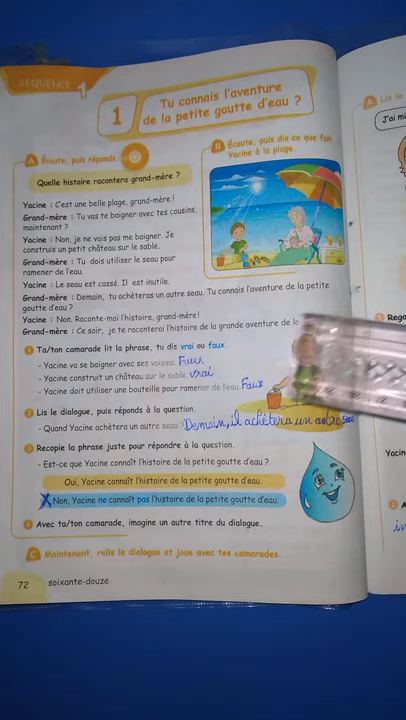 SÉQUENCE 1
1
Tu connais l'aventure
de la petite goutte d'eau ?
A Écoute, puis réponds
Quelle histoire racontera grand-mère ?
B Écoute, puis dis ce que fait
Yacine à la plage.
Yacine : C'est une belle plage, grand-mère !
Grand-mère : Tu vas te baigner avec tes cousins,
maintenant ?
Yacine : Non, je ne vais pas me baigner. Je
construis un petit château sur le sable.
Grand-mère : Tu dois utiliser le seau pour
ramener de l'eau.
Yacine : Le seau est cassé. Il est inutile.
Grand-mère : Demain, tu achèteras un autre seau. Tu connais l'aventure de la petite
goutte d'eau ?
Yacine : Non. Raconte-moi l'histoire, grand-mère!
Grand-mère : Ce soir, je te raconterai l'histoire de la grande aventure de la
1 Ta/ton camarade lit la phrase, tu dis vrai ou faux.
- Yacine va se baigner avec ses voisins. Faux
- Yacine construit un château sur le sable. vrai
- Yacine doit utiliser une bouteille pour ramener de l'eau. Faux
2 Lis le dialogue, puis réponds à la question.
- Quand Yacine achètera un autre seau ? Demain, il achètera un autre seau
3 Recopie la phrase juste pour répondre à la question.
- Est-ce que Yacine connaît l'histoire de la petite goutte d'eau ?
Oui, Yacine connaît l'histoire de la petite goutte d'eau.
X Non, Yacine ne connaît pas l'histoire de la petite goutte d'eau.
4 Avec ta/ton camarade, imagine un autre titre du dialogue.
C Maintenant, relis le dialogue et joue avec tes camarades.
72 soixante-douze
A Lis le
J'ai mi